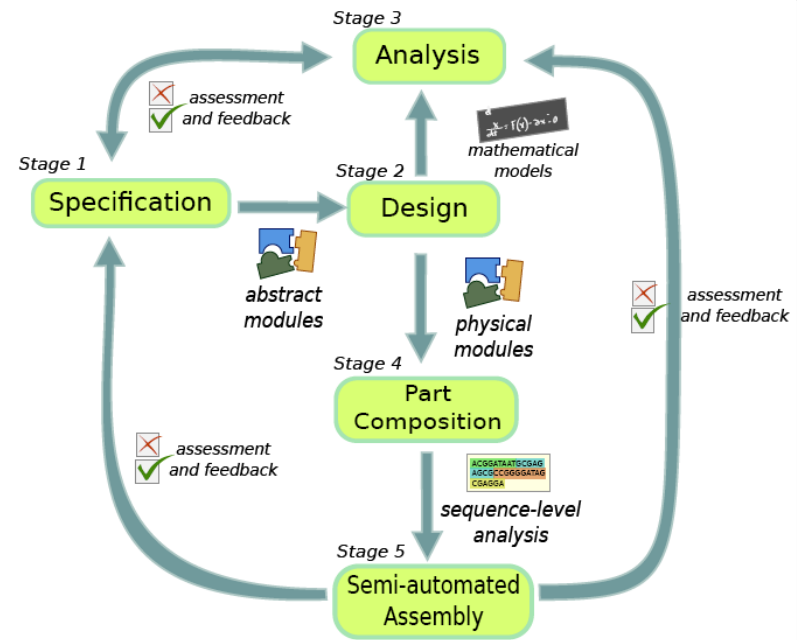 Stage 3
Analysis
assessment
and feedback
mathematical
models
Stage 1
Specification
Stage 2
Design
abstract
modules
physical
modules
assessment
and feedback
Stage 4
Part
Composition
assessment
and feedback
ACGGATAATGCGAG
AGCGCCGGGGATAG
CGAGGA
sequence-level
analysis
Stage 5
Semi-automated
Assembly